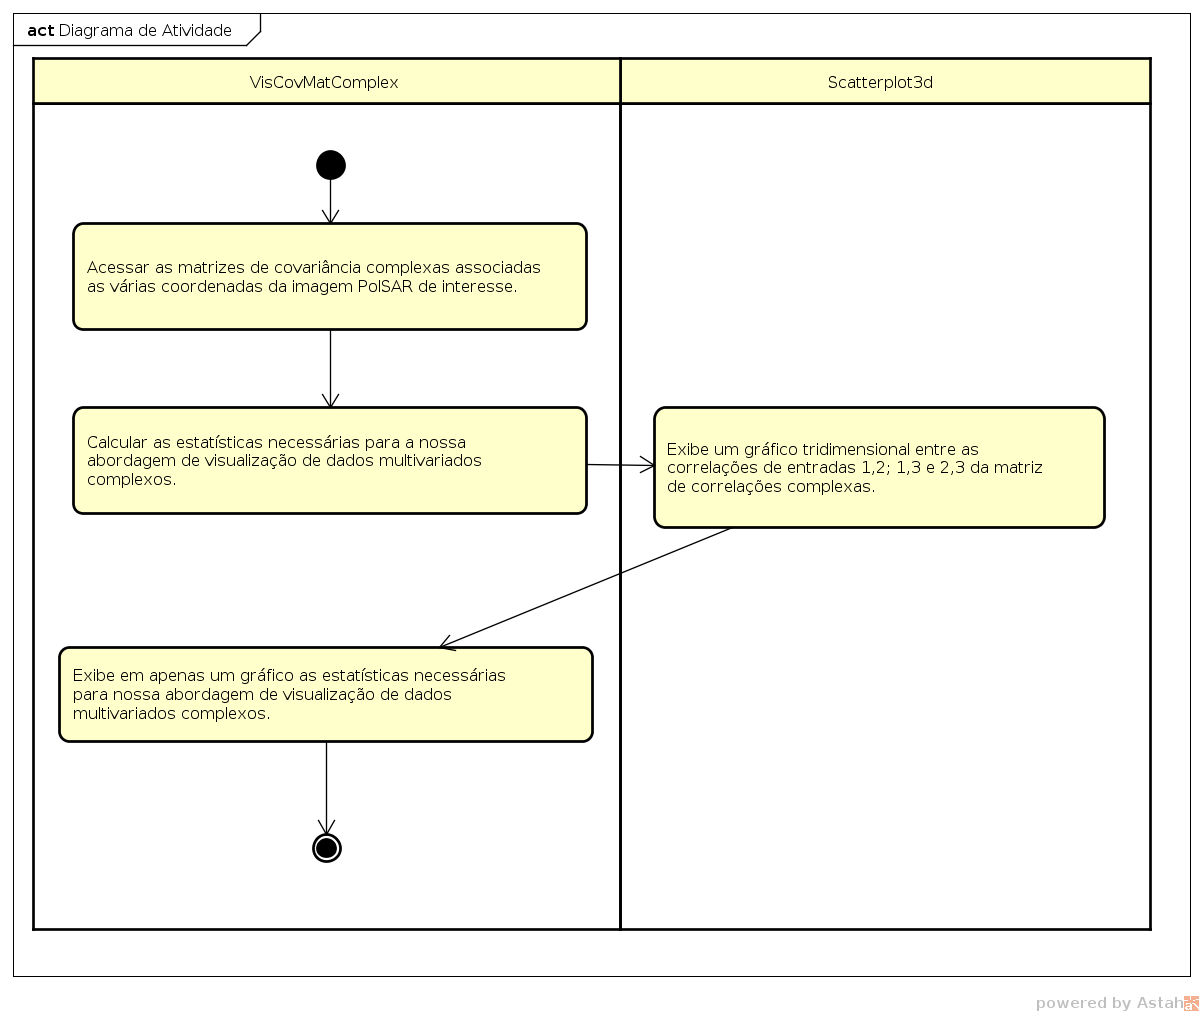 act Diagrama de Atividade
VisCovMatComplex
Scatterplot3d
Acessar as matrizes de covariância complexas associadas
as várias coordenadas da imagem PolSAR de interesse.
Calcular as estatísticas necessárias para a nossa
abordagem de visualização de dados multivariados
complexos.
Exibe um gráfico tridimensional entre as
correlações de entradas 1,2; 1,3 e 2,3 da matriz
de correlações complexas.
Exibe em apenas um gráfico as estatísticas necessárias
para nossa abordagem de visualização de dados
multivariados complexos.
powered by Astah